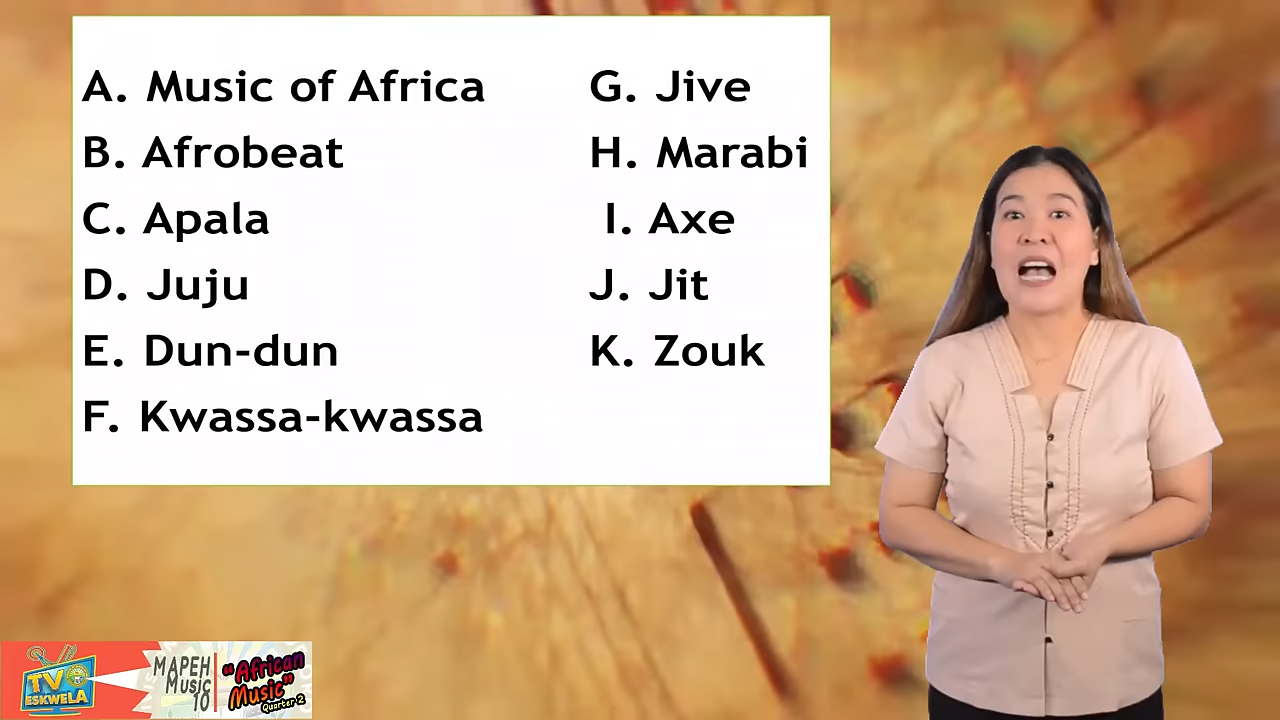 A. Music of Africa
B. Afrobeat
C. Apala
D. Juju
E. Dun-dun
F. Kwassa-kwassa
G. Jive
H. Marabi
I. Axe
J. Jit
K. Zouk
TV
ESKWELA
MAPEH
Music
10
"African
Music"
Quarter 2